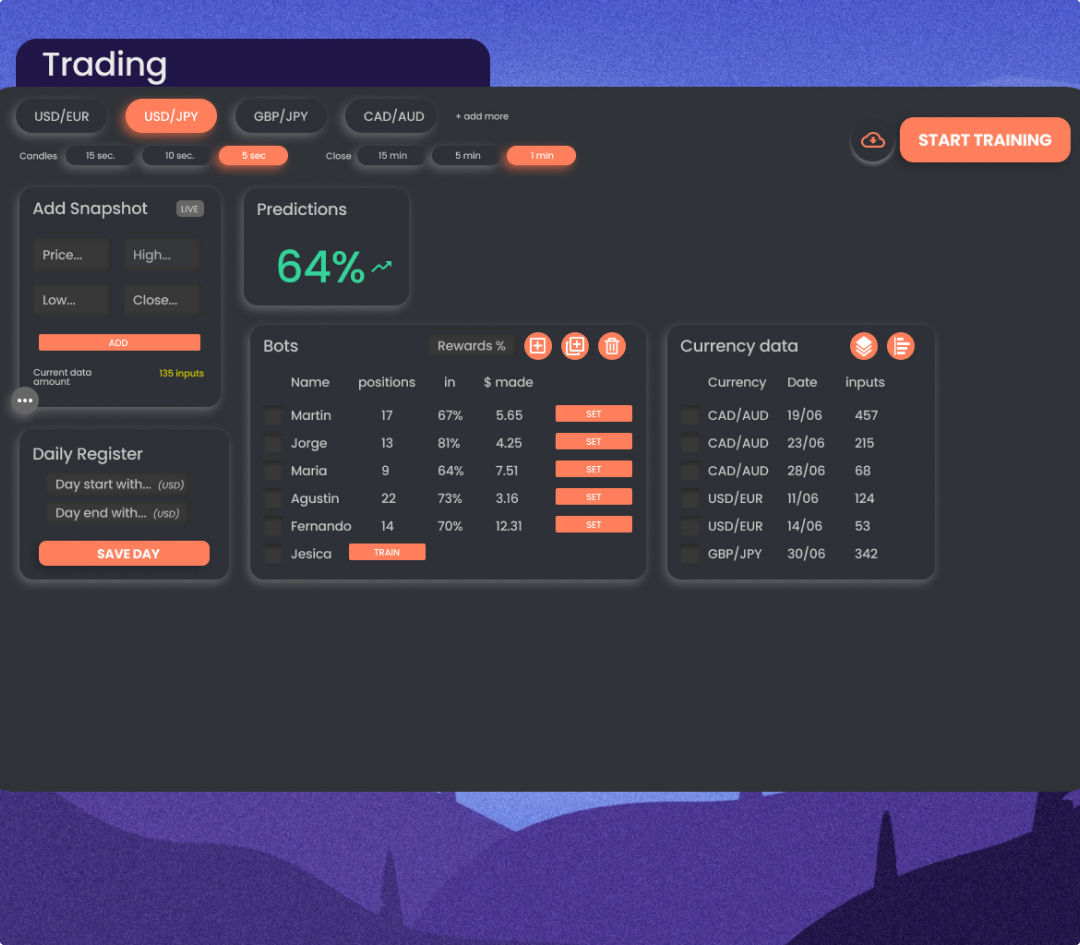 Trading
USD/EUR USD/JPY GBP/JPY CAD/AUD + add more
Candles 15 sec. 10 sec. 5 sec Close 15 min 5 min 1 min
START TRAINING
Add Snapshot LIVE
Price... High...
Low... Close...
ADD
Current data
amount
135 inputs
Predictions
64%
Daily Register
Day start with... (USD)
Day end with... (USD)
SAVE DAY
Bots Rewards %
Name positions in $ made
Martin 17 67% 5.65 SET
Jorge 13 81% 4.25 SET
Maria 9 64% 7.51 SET
Agustin 22 73% 3.16 SET
Fernando 14 70% 12.31 SET
Jesica TRAIN
Currency data
Currency Date inputs
CAD/AUD 19/06 457
CAD/AUD 23/06 215
CAD/AUD 28/06 68
USD/EUR 11/06 124
USD/EUR 14/06 53
GBP/JPY 30/06 342